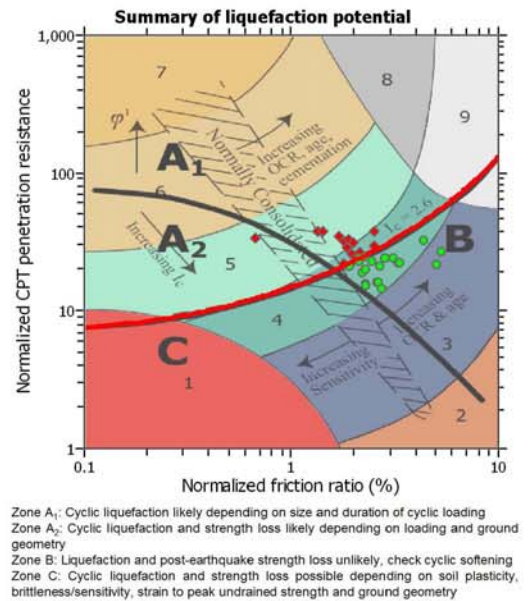 Summary of liquefaction potential
1,000
7
8
9
φ'
A1
Increasing
OCR, age,
cementation
Normally Consolidated
100
6
Ic = 2.6
A2
B
Increasing Ic
5
10
4
Increasing
OCR & age
C
3
Increasing
Sensitivity
1
2
1
0.1
1
10
Normalized CPT penetration resistance
Normalized friction ratio (%)
Zone A1: Cyclic liquefaction likely depending on size and duration of cyclic loading
Zone A2: Cyclic liquefaction and strength loss likely depending on loading and ground
geometry
Zone B: Liquefaction and post-earthquake strength loss unlikely, check cyclic softening
Zone C: Cyclic liquefaction and strength loss possible depending on soil plasticity,
brittleness/sensitivity, strain to peak undrained strength and ground geometry